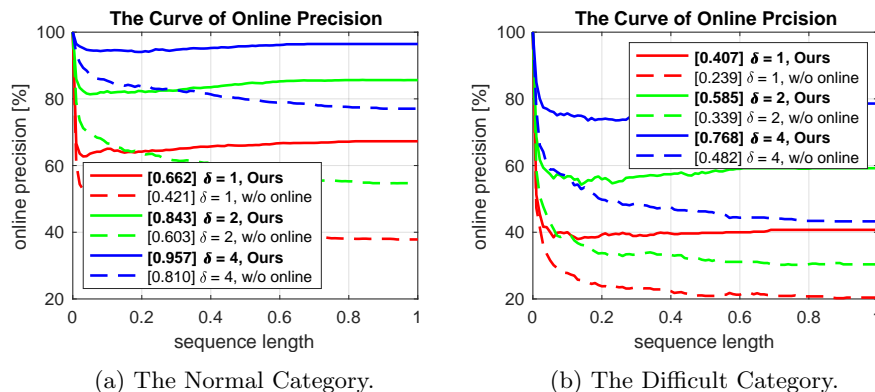 The Curve of Online Precision
100
80
60
40
20
online precision [%]
[0.662] δ = 1, Ours
[0.421] δ = 1, w/o online
[0.843] δ = 2, Ours
[0.603] δ = 2, w/o online
[0.957] δ = 4, Ours
[0.810] δ = 4, w/o online
0 0.2 0.4 0.6 0.8 1
sequence length
(a) The Normal Category.
The Curve of Online Prcision
100
80
60
40
20
online precision [%]
[0.407] δ = 1, Ours
[0.239] δ = 1, w/o online
[0.585] δ = 2, Ours
[0.339] δ = 2, w/o online
[0.768] δ = 4, Ours
[0.482] δ = 4, w/o online
0 0.2 0.4 0.6 0.8 1
sequence length
(b) The Difficult Category.